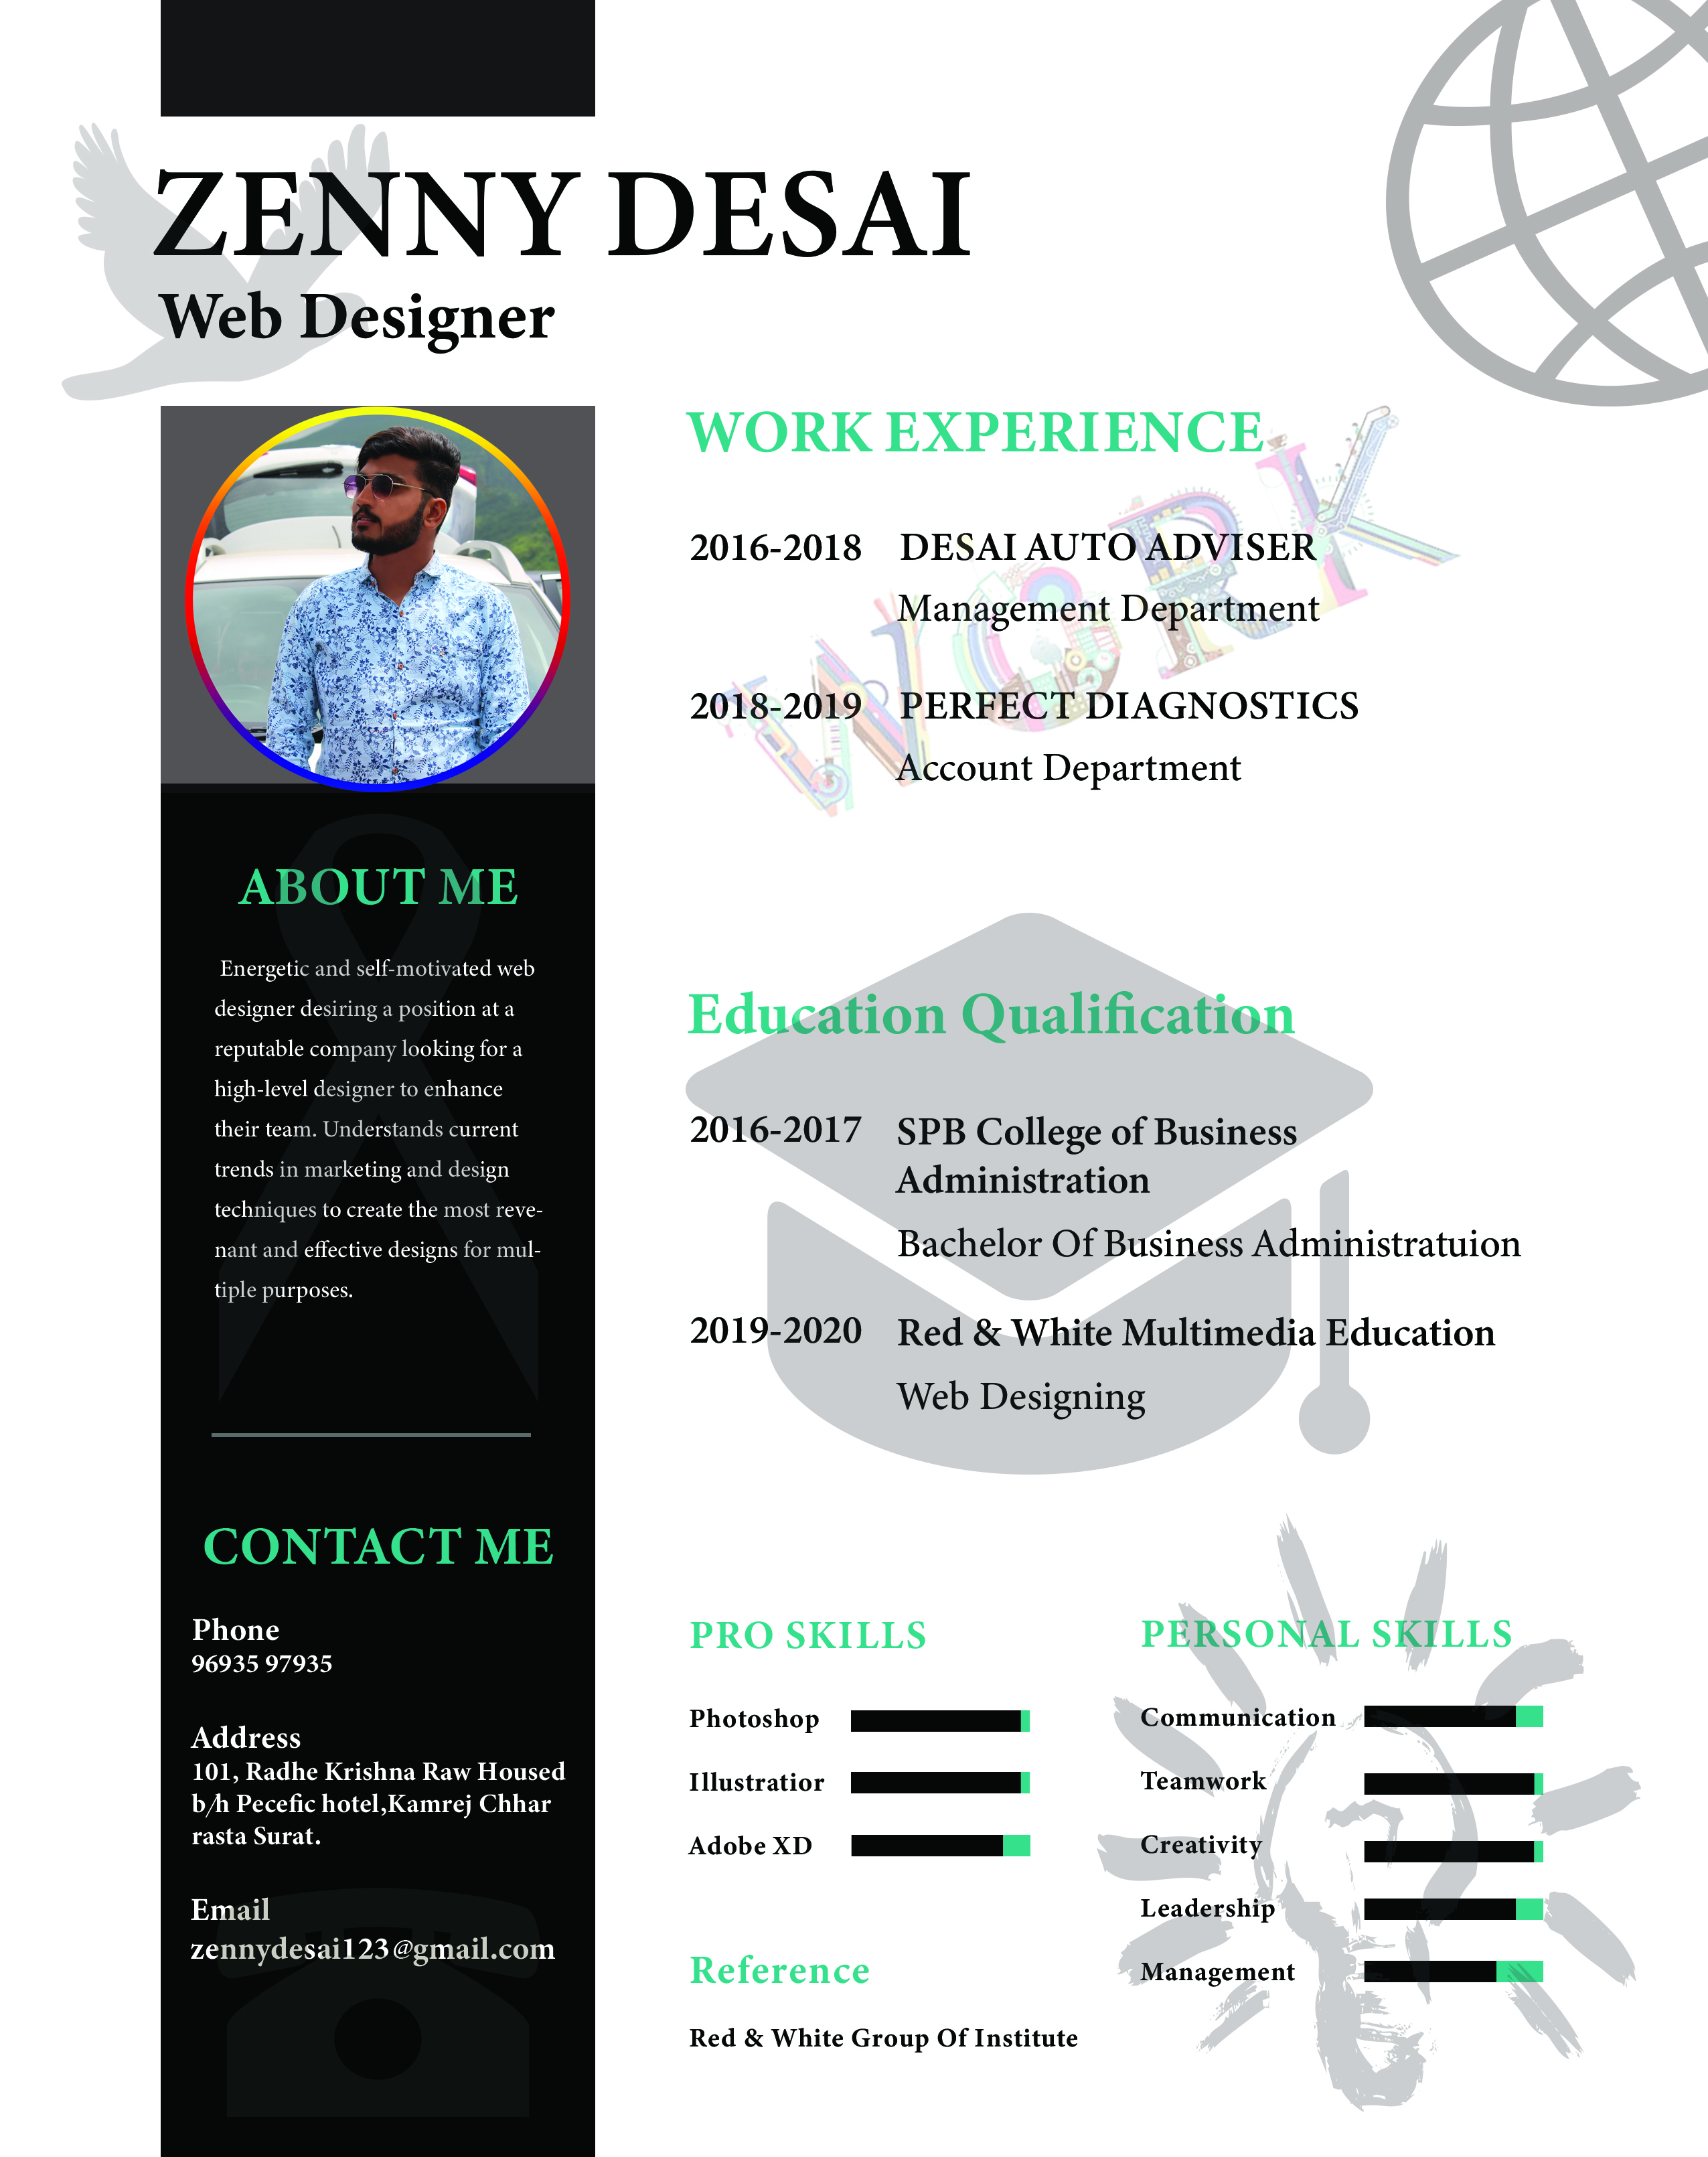 ZENNY DESAI
Web Designer
ABOUT ME
Energetic and self-motivated web
designer desiring a position at a
reputable company looking for a
high-level designer to enhance
their team. Understands current
trends in marketing and design
techniques to create the most reve-
nant and effective designs for mul-
tiple purposes.
CONTACT ME
Phone
96935 97935
Address
101, Radhe Krishna Raw Housed
b/h Pecefic hotel,Kamrej Chhar
rasta Surat.
Email
zennydesai123@gmail.com
WORK EXPERIENCE
WORK
2016-2018 DESAI AUTO ADVISER
Management Department
2018-2019 PERFECT DIAGNOSTICS
Account Department
Education Qualification
2016-2017 SPB College of Business
Administration
Bachelor Of Business Administratuion
2019-2020 Red & White Multimedia Education
Web Designing
PRO SKILLS
Photoshop
Illustratior
Adobe XD
PERSONAL SKILLS
Communication
Teamwork
Creativity
Leadership
Management
Reference
Red & White Group Of Institute